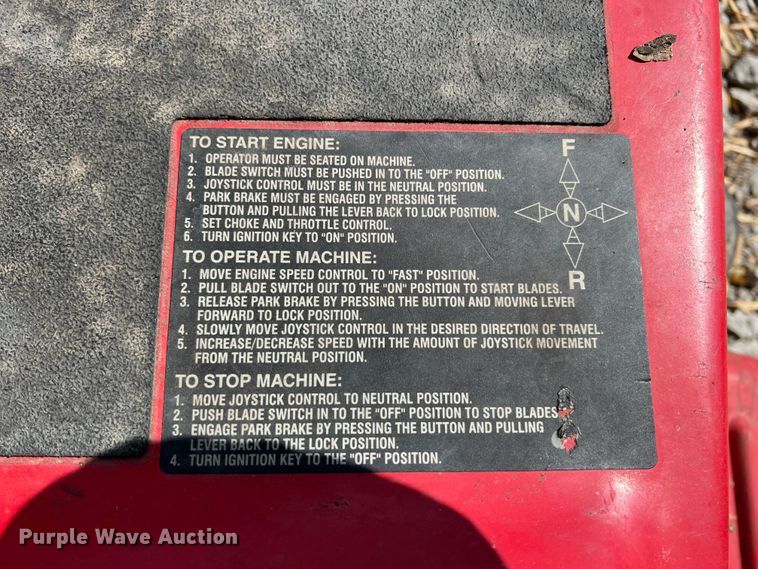 TO START ENGINE:
1. OPERATOR MUST BE SEATED ON MACHINE.
2. BLADE SWITCH MUST BE PUSHED IN TO THE "OFF" POSITION.
3. JOYSTICK CONTROL MUST BE IN THE NEUTRAL POSITION.
4. PARK BRAKE MUST BE ENGAGED BY PRESSING THE
BUTTON AND PULLING THE LEVER BACK TO LOCK POSITION.
5. SET CHOKE AND THROTTLE CONTROL.
6. TURN IGNITION KEY TO "ON" POSITION.
F
N
R
TO OPERATE MACHINE:
1. MOVE ENGINE SPEED CONTROL TO "FAST" POSITION.
2. PULL BLADE SWITCH OUT TO THE "ON" POSITION TO START BLADES.
3. RELEASE PARK BRAKE BY PRESSING THE BUTTON AND MOVING LEVER
FORWARD TO LOCK POSITION.
4. SLOWLY MOVE JOYSTICK CONTROL IN THE DESIRED DIRECTION OF TRAVEL.
5. INCREASE/DECREASE SPEED WITH THE AMOUNT OF JOYSTICK MOVEMENT
FROM THE NEUTRAL POSITION.
TO STOP MACHINE:
1. MOVE JOYSTICK CONTROL TO NEUTRAL POSITION.
2. PUSH BLADE SWITCH IN TO THE "OFF" POSITION TO STOP BLADES
3. ENGAGE PARK BRAKE BY PRESSING THE BUTTON AND PULLING
LEVER BACK TO THE LOCK POSITION.
4. TURN IGNITION KEY TO THE "OFF" POSITION.
Purple Wave Auction